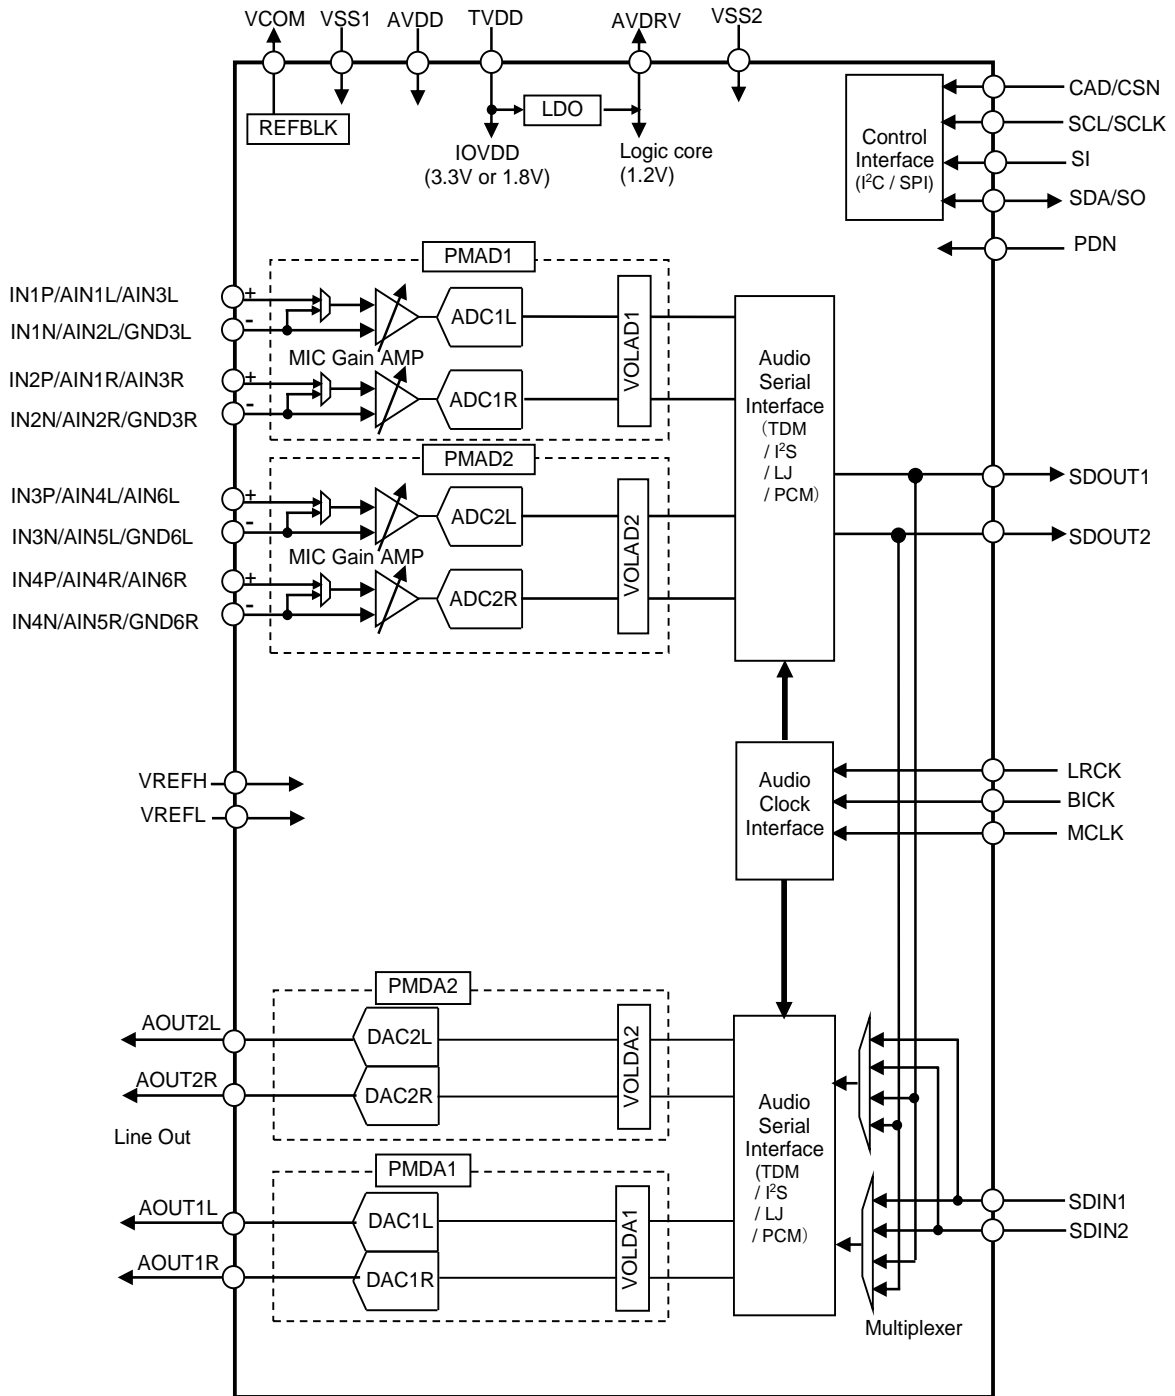 VCOM VSS1 AVDD TVDD AVDRV VSS2
REFBLK
LDO
IOVDD
(3.3V or 1.8V)
Logic core
(1.2V)
Control
Interface
(I²C / SPI)
CAD/CSN
SCL/SCLK
SI
SDA/SO
PDN
PMAD1
IN1P/AIN1L/AIN3L
+
IN1N/AIN2L/GND3L
-
ADC1L
MIC Gain AMP
IN2P/AIN1R/AIN3R
+
IN2N/AIN2R/GND3R
-
ADC1R
VOLAD1
PMAD2
IN3P/AIN4L/AIN6L
+
IN3N/AIN5L/GND6L
-
ADC2L
MIC Gain AMP
IN4P/AIN4R/AIN6R
+
IN4N/AIN5R/GND6R
-
ADC2R
VOLAD2
Audio
Serial
Interface
(TDM
/ I²S
/ LJ
/ PCM)
SDOUT1
SDOUT2
VREFH
VREFL
Audio
Clock
Interface
LRCK
BICK
MCLK
PMDA2
AOUT2L
DAC2L
AOUT2R
DAC2R
VOLDA2
Line Out
PMDA1
AOUT1L
DAC1L
AOUT1R
DAC1R
VOLDA1
Audio
Serial
Interface
(TDM
/ I²S
/ LJ
/ PCM)
SDIN1
SDIN2
Multiplexer